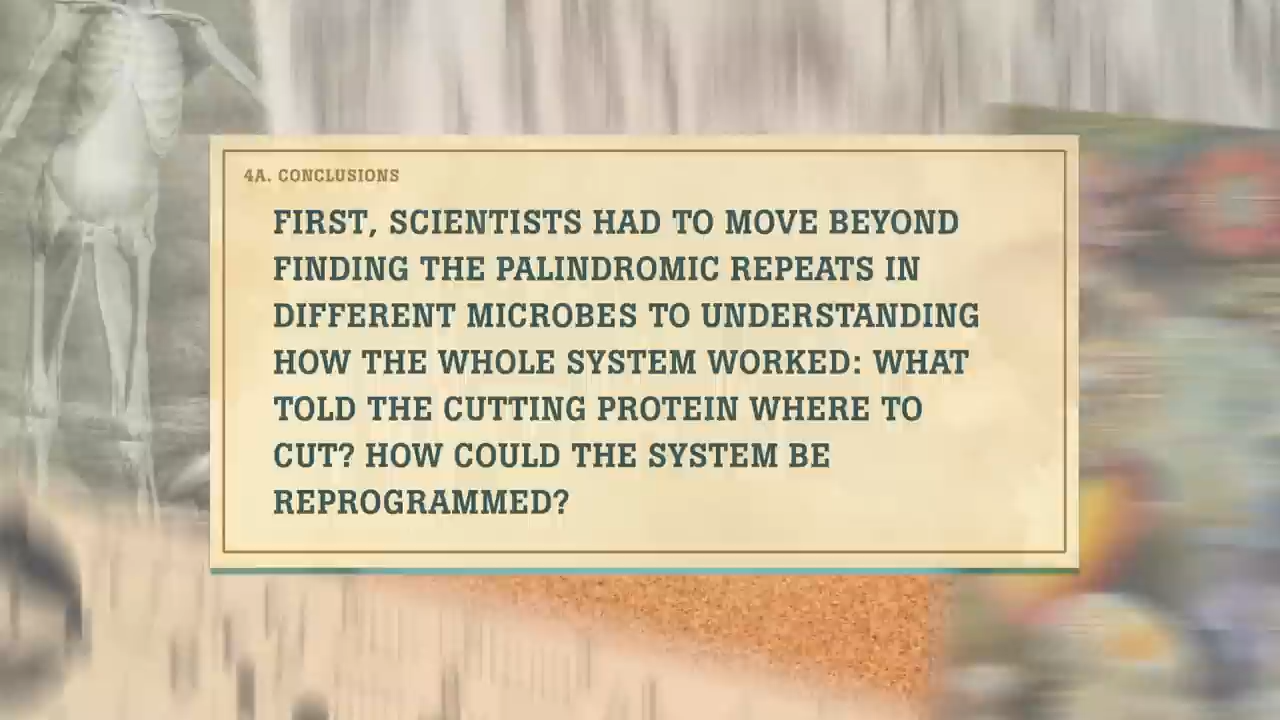 4A. CONCLUSIONS
FIRST, SCIENTISTS HAD TO MOVE BEYOND
FINDING THE PALINDROMIC REPEATS IN
DIFFERENT MICROBES TO UNDERSTANDING
HOW THE WHOLE SYSTEM WORKED: WHAT
TOLD THE CUTTING PROTEIN WHERE TO
CUT? HOW COULD THE SYSTEM BE
REPROGRAMMED?